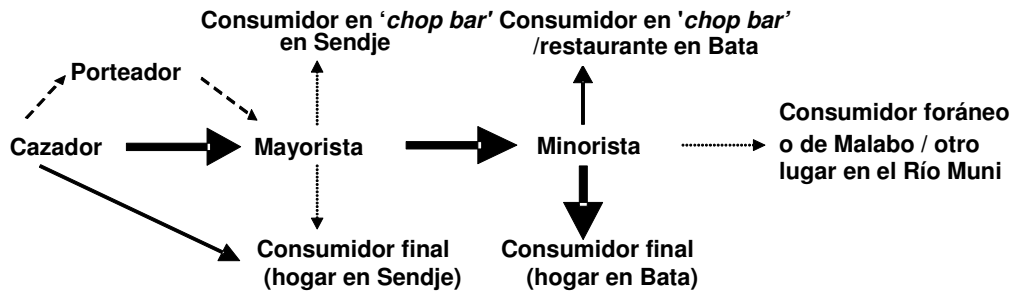 Consumidor en ‘chop bar’
en Sendje
Consumidor en 'chop bar’
/restaurante en Bata
Porteador
Cazador
Mayorista
Minorista
Consumidor foráneo
o de Malabo / otro
lugar en el Río Muni
Consumidor final
(hogar en Sendje)
Consumidor final
(hogar en Bata)